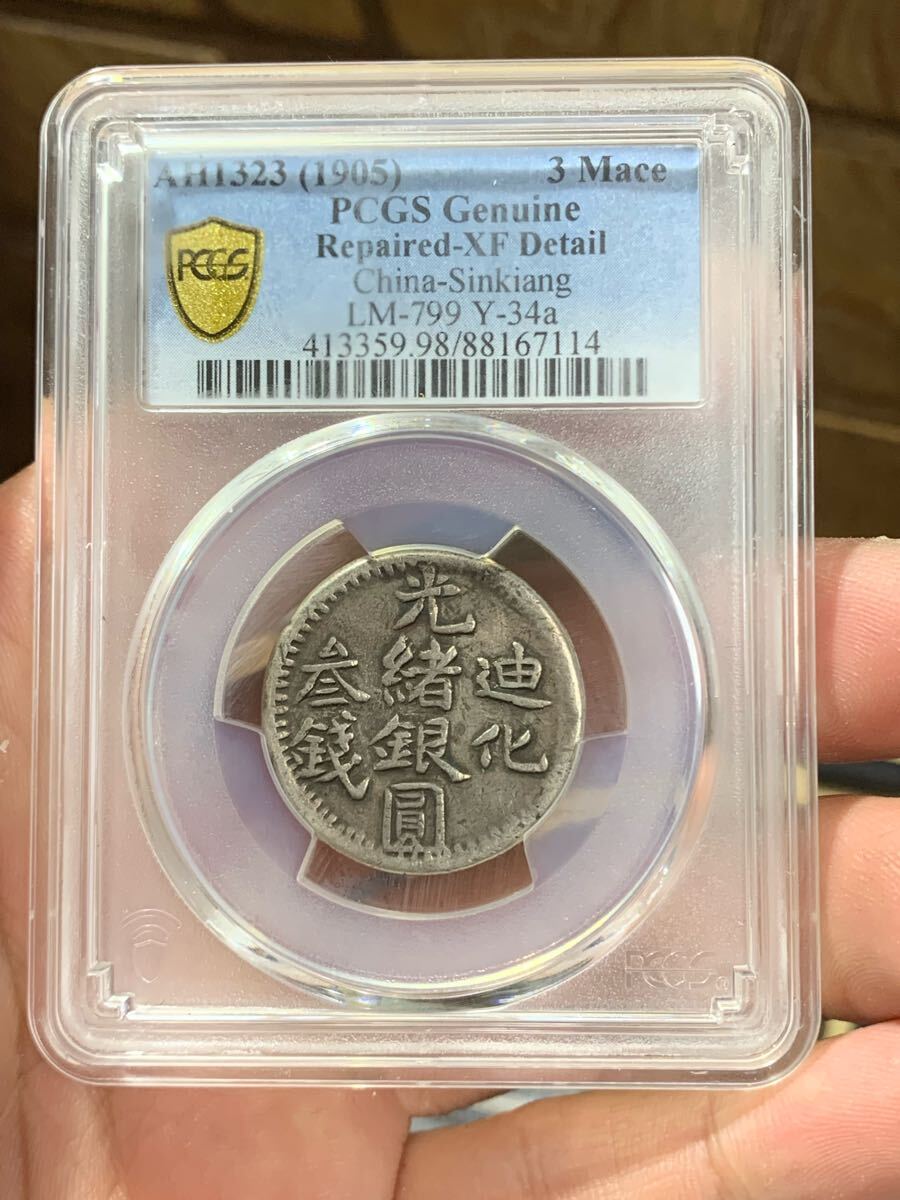 AH1323 (1905) 3 Mace
PCGS Genuine
Repaired-XF Detail
China-Sinkiang
LM-799 Y-34a
413359.98/88167114
PCGS
迪化
光緒銀圓
叁錢
PCGS